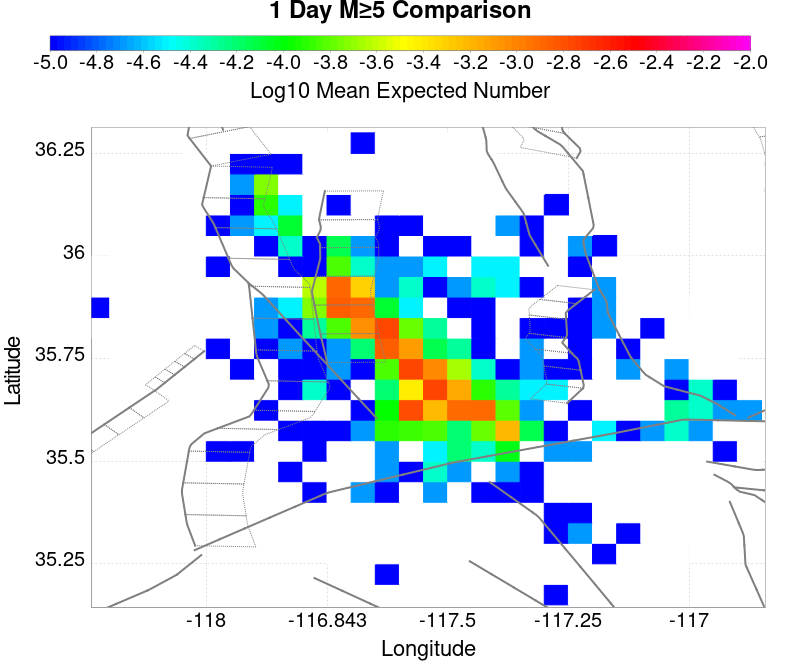 1 Day M≥5 Comparison
-5.0 -4.8 -4.6 -4.4 -4.2 -4.0 -3.8 -3.6 -3.4 -3.2 -3.0 -2.8 -2.6 -2.4 -2.2 -2.0
Log10 Mean Expected Number
36.25
36
35.75
35.5
35.25
Latitude
-118 -116.843 -117.5 -117.25 -117
Longitude